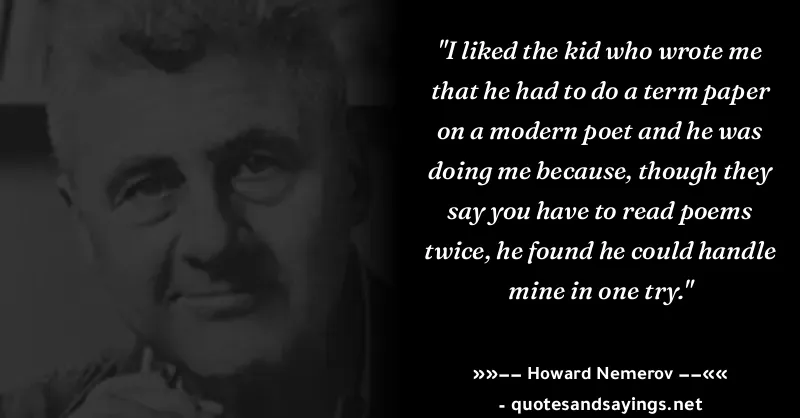 "I liked the kid who wrote me
that he had to do a term paper
on a modern poet and he was
doing me because, though they
say you have to read poems
twice, he found he could handle
mine in one try."
»»−− Howard Nemerov −−««
- quotesandsayings.net